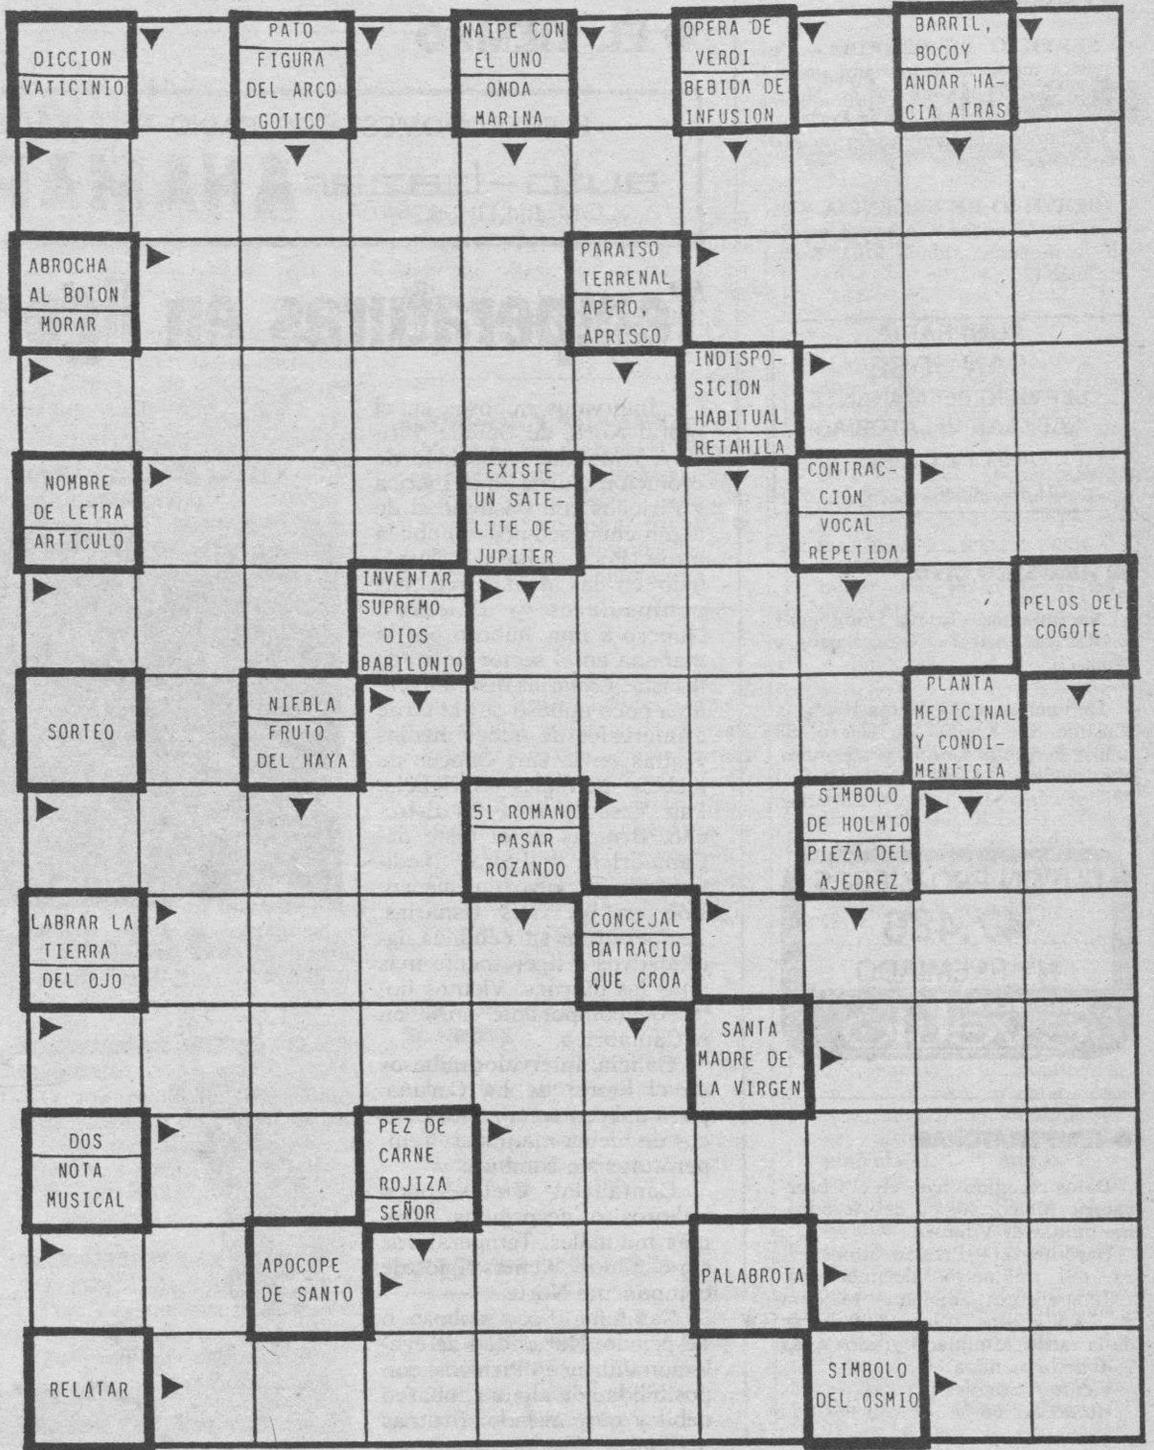 DICCION
VATICINIO
PATO
FIGURA
DEL ARCO
GOTICO
NAIPE CON
EL UNO
ONDA
MARINA
OPERA DE
VERDI
BEBIDA DE
INFUSION
BARRIL,
BOCOY
ANDAR HA-
CIA ATRAS
ABROCHA
AL BOTON
MORAR
PARAISO
TERRENAL
APERO,
APRISCO
INDISPO-
SICION
HABITUAL
RETAHILA
NOMBRE
DE LETRA
ARTICULO
EXISTE
UN SATE-
LITE DE
JUPITER
CONTRAC-
CION
VOCAL
REPETIDA
INVENTAR
SUPREMO
DIOS
BABILONIO
PELOS DEL
COGOTE
SORTEO
NIEBLA
FRUTO
DEL HAYA
PLANTA
MEDICINAL
Y CONDI-
MENTICIA
51 ROMANO
PASAR
ROZANDO
SIMBOLO
DE HOLMIO
PIEZA DEL
AJEDREZ
LABRAR LA
TIERRA
DEL OJO
CONCEJAL
BATRACIO
QUE CROA
SANTA
MADRE DE
LA VIRGEN
DOS
NOTA
MUSICAL
PEZ DE
CARNE
ROJIZA
SEÑOR
APOCOPE
DE SANTO
PALABROTA
RELATAR
SIMBOLO
DEL OSMIO